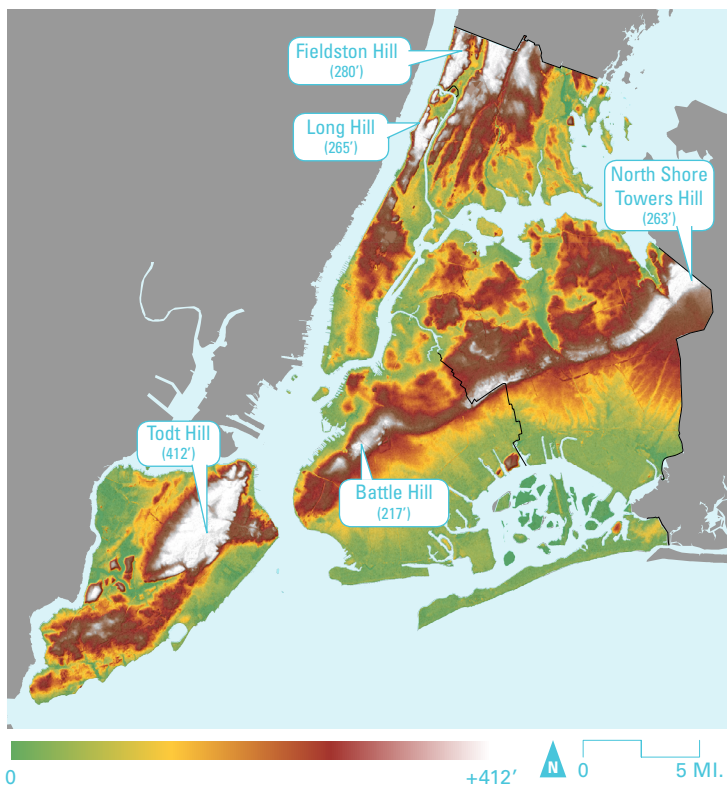 Fieldston Hill
(280′)
Long Hill
(265′)
North Shore
Towers Hill
(263′)
Todt Hill
(412′)
Battle Hill
(217′)
0
+412′
N
0
5 MI.